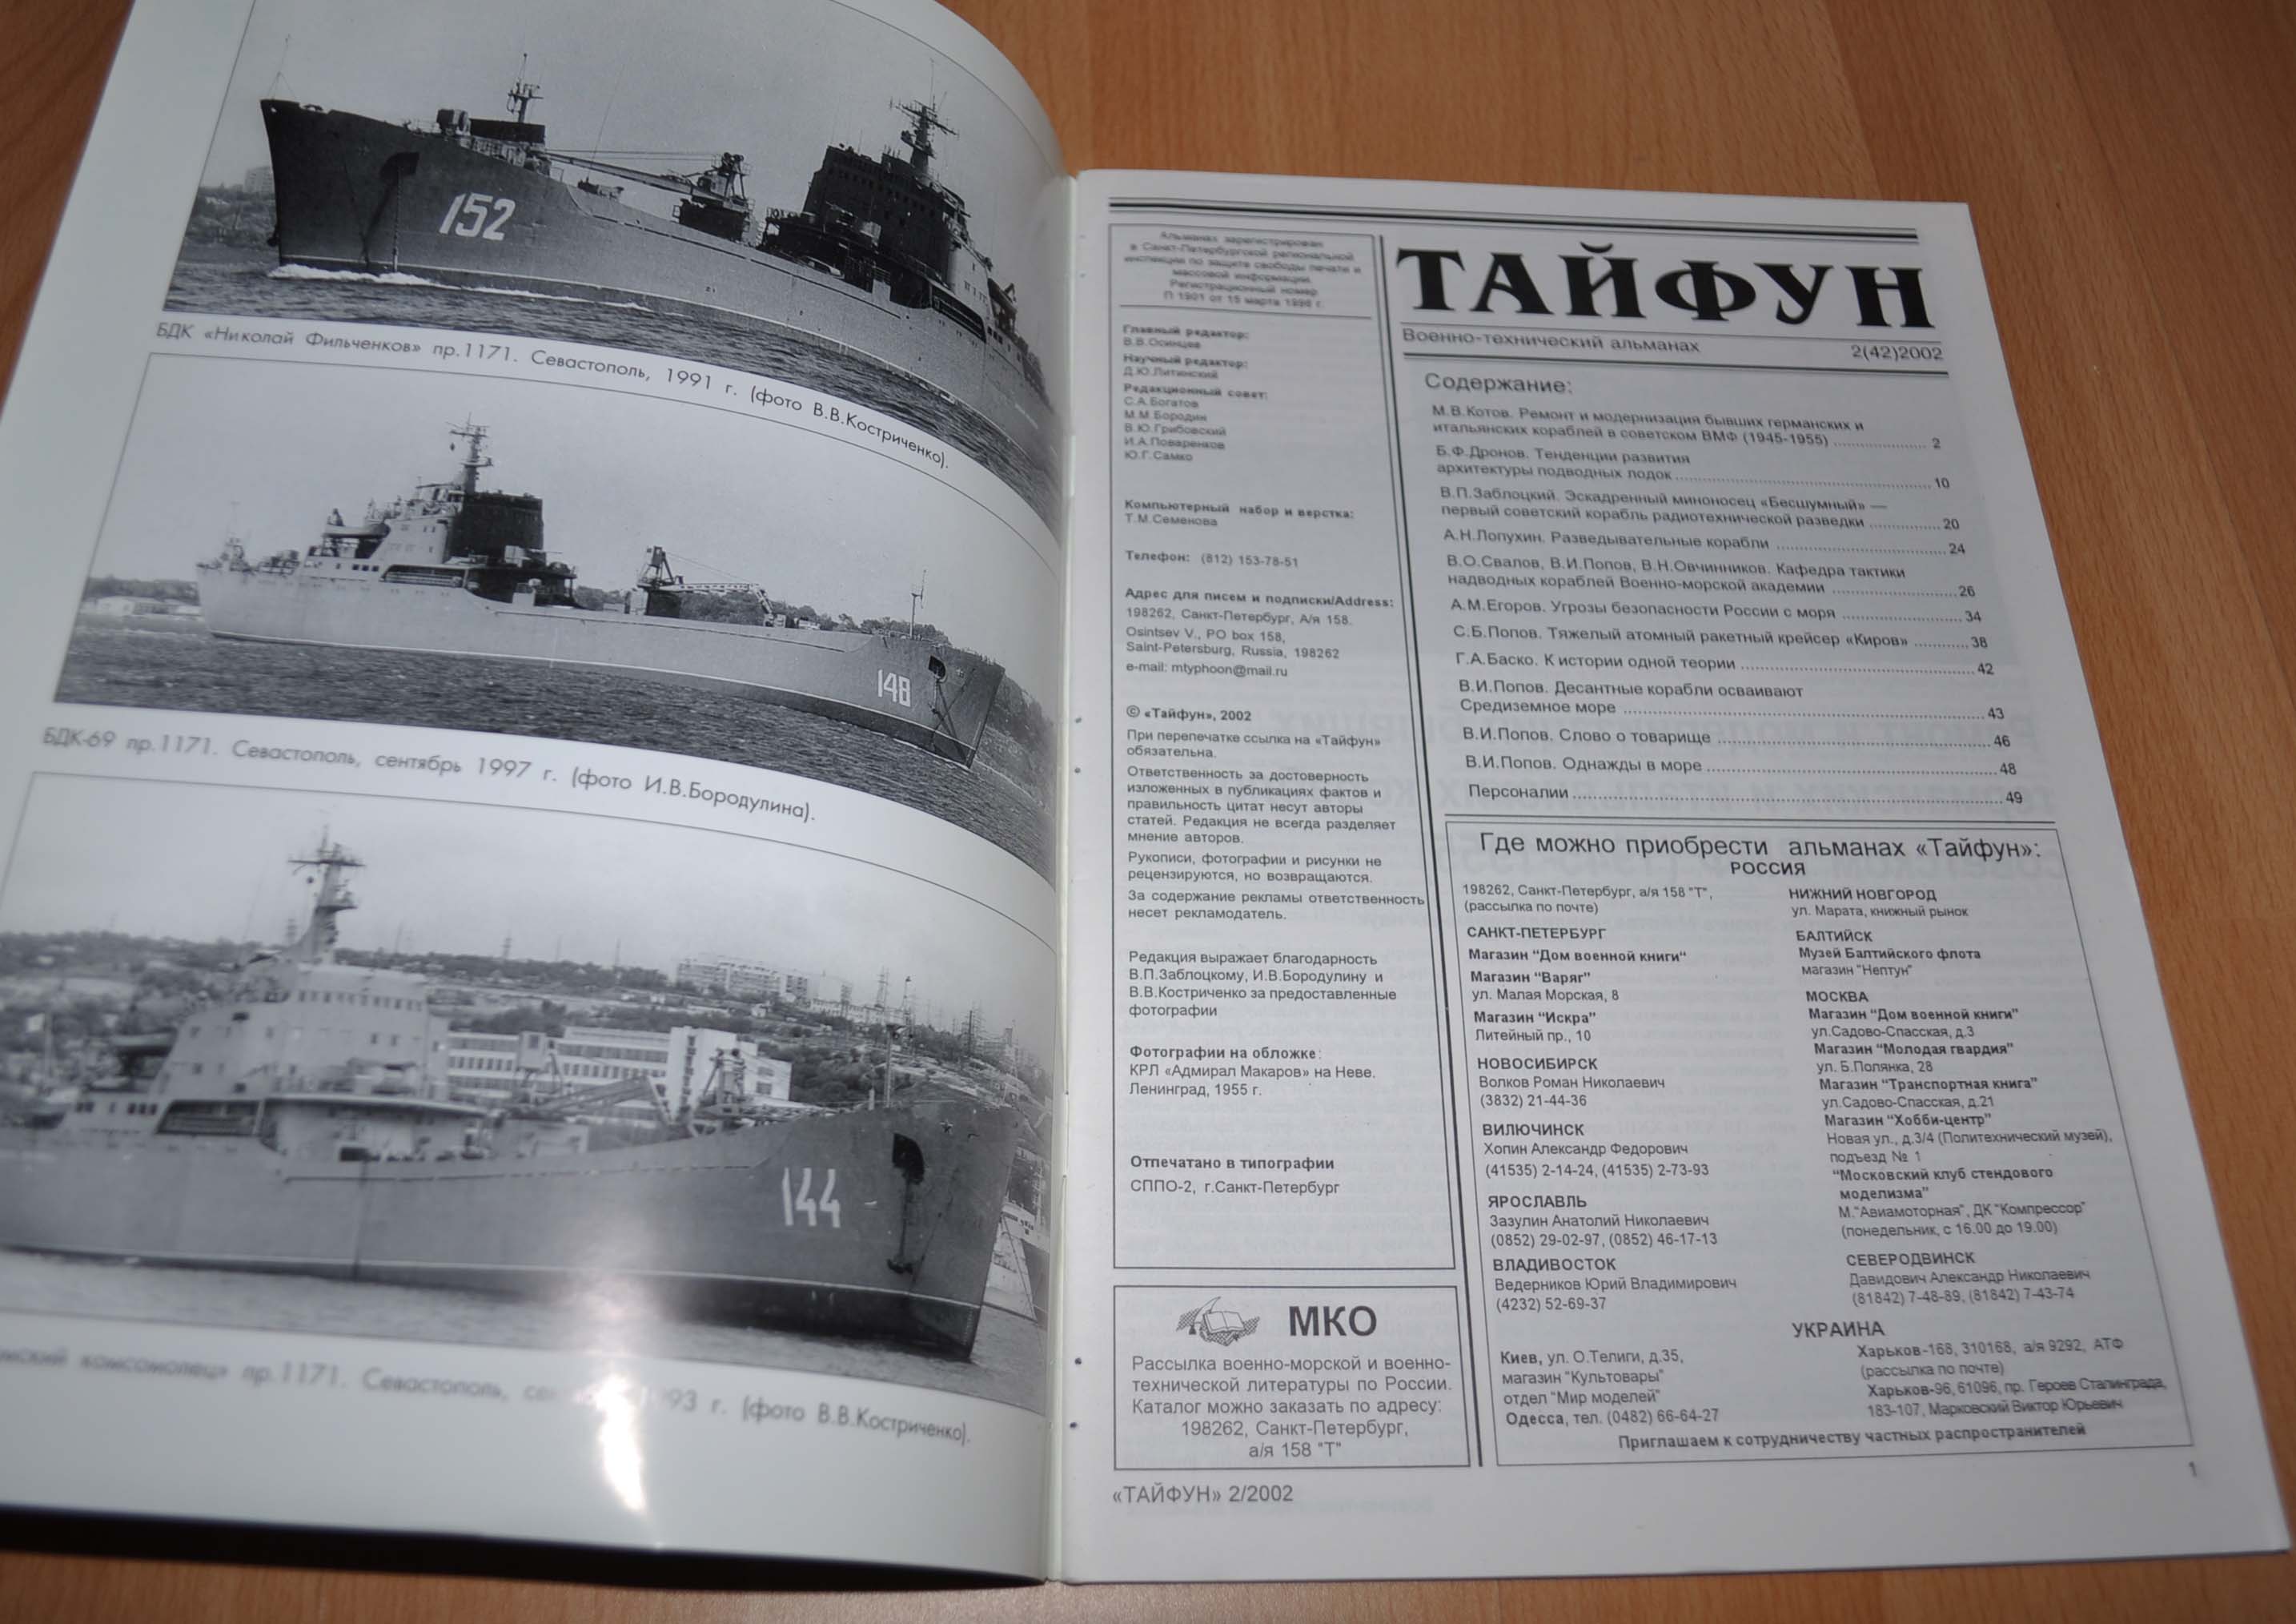 152
БДК «Николай Фильченков» пр.1171. Севастополь, 1991 г. (фото В.В.Костриченко).
148
БДК-69 пр.1171. Севастополь, сентябрь 1997 г. (фото И.В.Бородулина).
144
комсомолец» пр.1171. Севастополь, 93 г. (фото В.В.Костриченко).
Альманах зарегистрирован
в Санкт-Петербургской региональной
инспекции по защите свободы печати и
массовой информации.
Регистрационный номер
П 1901 от 15 марта 1996 г.
Главный редактор:
В.В.Осинцев
Научный редактор:
Д.Ю.Литинский
Редакционный совет:
С.А.Богатов
М.М.Бородин
В.Ю.Грибовский
И.А.Поваренков
Ю.Г.Самко
Компьютерный набор и верстка:
Т.М.Семенова
Телефон: (812) 153-78-51
Адрес для писем и подписки/Address:
198262, Санкт-Петербург, А/я 158.
Osintsev V., PO box 158,
Saint-Petersburg, Russia, 198262
e-mail: mtyphoon@mail.ru
© «Тайфун», 2002
При перепечатке ссылка на «Тайфун»
обязательна.
Ответственность за достоверность
изложенных в публикациях фактов и
правильность цитат несут авторы
статей. Редакция не всегда разделяет
мнение авторов.
Рукописи, фотографии и рисунки не
рецензируются, но возвращаются.
За содержание рекламы ответственность
несет рекламодатель.
Редакция выражает благодарность
В.П.Заблоцкому, И.В.Бородулину и
В.В.Костриченко за предоставленные
фотографии
Фотографии на обложке:
КРЛ «Адмирал Макаров» на Неве.
Ленинград, 1955 г.
Отпечатано в типографии
СППО-2, г.Санкт-Петербург
МКО
Рассылка военно-морской и военно-
технической литературы по России.
Каталог можно заказать по адресу:
198262, Санкт-Петербург,
а/я 158 "Т"
«ТАЙФУН» 2/2002
ТАЙФУН
Военно-технический альманах 2(42)2002
Содержание:
М.В.Котов. Ремонт и модернизация бывших германских и
итальянских кораблей в советском ВМФ (1945-1955) ............... 2
Б.Ф.Дронов. Тенденции развития
архитектуры подводных лодок ............... 10
В.П.Заблоцкий. Эскадренный миноносец «Бесшумный» —
первый советский корабль радиотехнической разведки ............... 20
А.Н.Лопухин. Разведывательные корабли ............... 24
В.О.Свалов, В.И.Попов, В.Н.Овчинников. Кафедра тактики
надводных кораблей Военно-морской академии ............... 26
А.М.Егоров. Угрозы безопасности России с моря ............... 34
С.Б.Попов. Тяжелый атомный ракетный крейсер «Киров» ............... 38
Г.А.Баско. К истории одной теории ............... 42
В.И.Попов. Десантные корабли осваивают
Средиземное море ............... 43
В.И.Попов. Слово о товарище ............... 46
В.И.Попов. Однажды в море ............... 48
Персоналии ............... 49
Где можно приобрести альманах «Тайфун»:
РОССИЯ
198262, Санкт-Петербург, а/я 158 "Т",
(рассылка по почте)
САНКТ-ПЕТЕРБУРГ
Магазин "Дом военной книги"
Магазин "Варяг"
ул. Малая Морская, 8
Магазин "Искра"
Литейный пр., 10
НОВОСИБИРСК
Волков Роман Николаевич
(3832) 21-44-36
ВИЛЮЧИНСК
Хопин Александр Федорович
(41535) 2-14-24, (41535) 2-73-93
ЯРОСЛАВЛЬ
Зазулин Анатолий Николаевич
(0852) 29-02-97, (0852) 46-17-13
ВЛАДИВОСТОК
Ведерников Юрий Владимирович
(4232) 52-69-37
НИЖНИЙ НОВГОРОД
ул. Марата, книжный рынок
БАЛТИЙСК
Музей Балтийского флота
магазин "Нептун"
МОСКВА
Магазин "Дом военной книги"
ул.Садово-Спасская, д.3
Магазин "Молодая гвардия"
ул. Б.Полянка, 28
Магазин "Транспортная книга"
ул.Садово-Спасская, д.21
Магазин "Хобби-центр"
Новая ул., д.3/4 (Политехнический музей),
подъезд № 1
"Московский клуб стендового
моделизма"
М."Авиамоторная", ДК "Компрессор"
(понедельник, с 16.00 до 19.00)
СЕВЕРОДВИНСК
Давидович Александр Николаевич
(81842) 7-48-89, (81842) 7-43-74
УКРАИНА
Киев, ул. О.Телиги, д.35,
магазин "Культовары"
отдел "Мир моделей"
Одесса, тел. (0482) 66-64-27
Харьков-168, 310168, а/я 9292, АТФ
(рассылка по почте)
Харьков-96, 61096, пр. Героев Сталинграда,
183-107, Марковский Виктор Юрьевич
Приглашаем к сотрудничеству частных распространителей
1